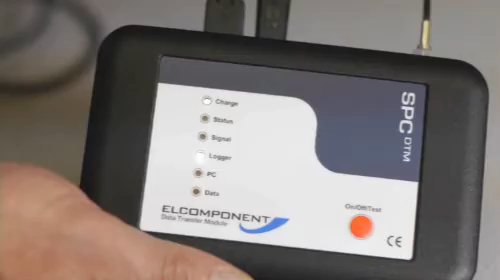 Charge
Status
Signal
Logger
PC
Data
SPC DTM
ELCOMPONENT
Data Transfer Module
On/Off/Test
CE